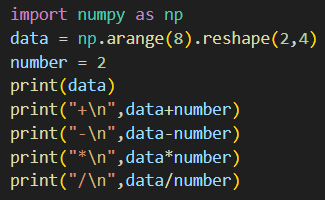 import numpy as np
data = np.arange(8).reshape(2,4)
number = 2
print(data)
print("+\n",data+number)
print("-\n",data-number)
print("*\n",data*number)
print("/\n",data/number)